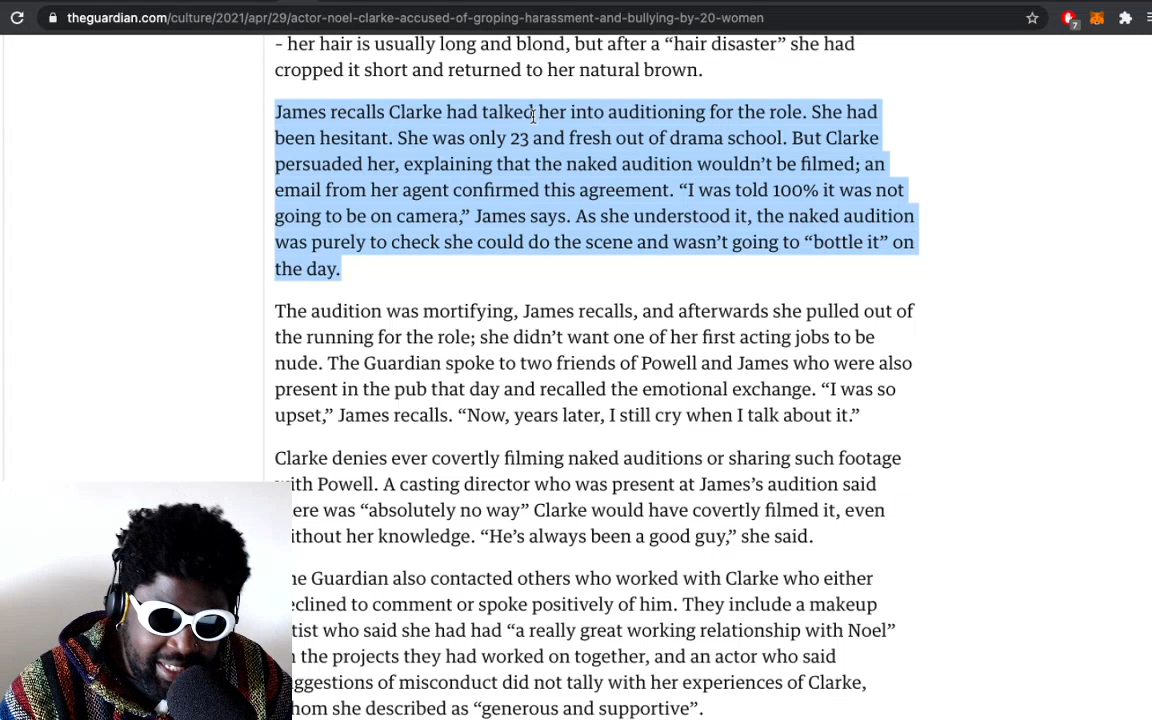 theguardian.com/culture/2021/apr/29/actor-noel-clarke-accused-of-groping-harassment-and-bullying-by-20-women
7
– her hair is usually long and blond, but after a “hair disaster” she had
cropped it short and returned to her natural brown.
James recalls Clarke had talked her into auditioning for the role. She had
been hesitant. She was only 23 and fresh out of drama school. But Clarke
persuaded her, explaining that the naked audition wouldn’t be filmed; an
email from her agent confirmed this agreement. “I was told 100% it was not
going to be on camera,” James says. As she understood it, the naked audition
was purely to check she could do the scene and wasn’t going to “bottle it” on
the day.
The audition was mortifying, James recalls, and afterwards she pulled out of
the running for the role; she didn’t want one of her first acting jobs to be
nude. The Guardian spoke to two friends of Powell and James who were also
present in the pub that day and recalled the emotional exchange. “I was so
upset,” James recalls. “Now, years later, I still cry when I talk about it.”
Clarke denies ever covertly filming naked auditions or sharing such footage
with Powell. A casting director who was present at James’s audition said
ere was “absolutely no way” Clarke would have covertly filmed it, even
ithout her knowledge. “He’s always been a good guy,” she said.
he Guardian also contacted others who worked with Clarke who either
eclined to comment or spoke positively of him. They include a makeup
tist who said she had had “a really great working relationship with Noel”
n the projects they had worked on together, and an actor who said
ggestions of misconduct did not tally with her experiences of Clarke,
hom she described as “generous and supportive”.